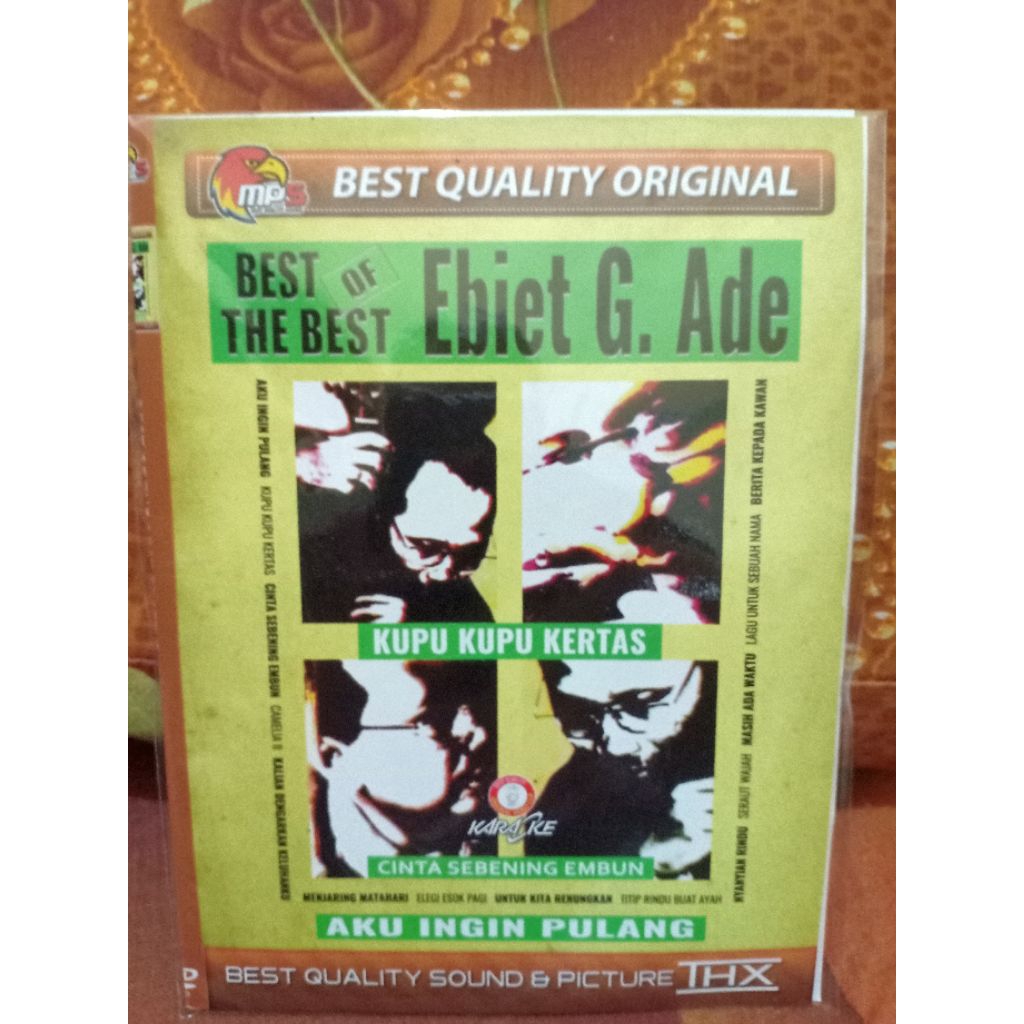 MP5
BEST QUALITY ORIGINAL
BEST OF THE BEST
Ebiet G. Ade
AKU INGIN PULANG KUPU KUPU KERTAS CINTA SEBENING EMBUN CAMELIA II KALIAN DENGARKAN KELUHANKU
NYANYIAN RINDU SERAUT WAJAH MASIH ADA WAKTU LAGU UNTUK SEBUAH NAMA BERITA KEPADA KAWAN
KUPU KUPU KERTAS
KARAOKE
CINTA SEBENING EMBUN
MENJARING MATAHARI ELEGI ESOK PAGI UNTUK KITA RENUNGKAN TITIP RINDU BUAT AYAH
AKU INGIN PULANG
BEST QUALITY SOUND & PICTURE THX